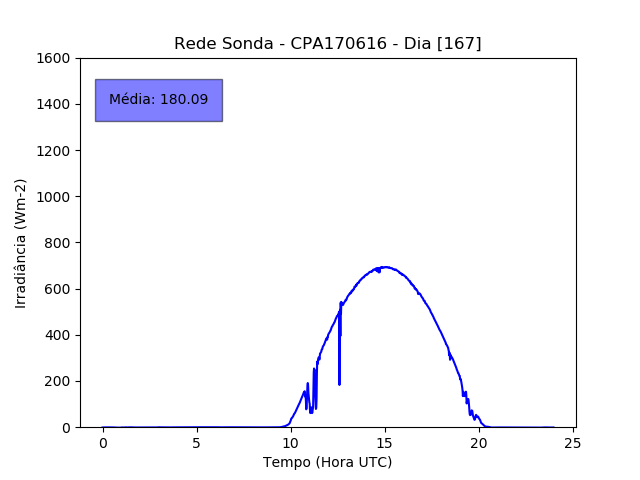 Rede Sonda - CPA170616 - Dia [167]
Média: 180.09
Irradiância (Wm-2)
1600
1400
1200
1000
800
600
400
200
0
0 5 10 15 20 25
Tempo (Hora UTC)